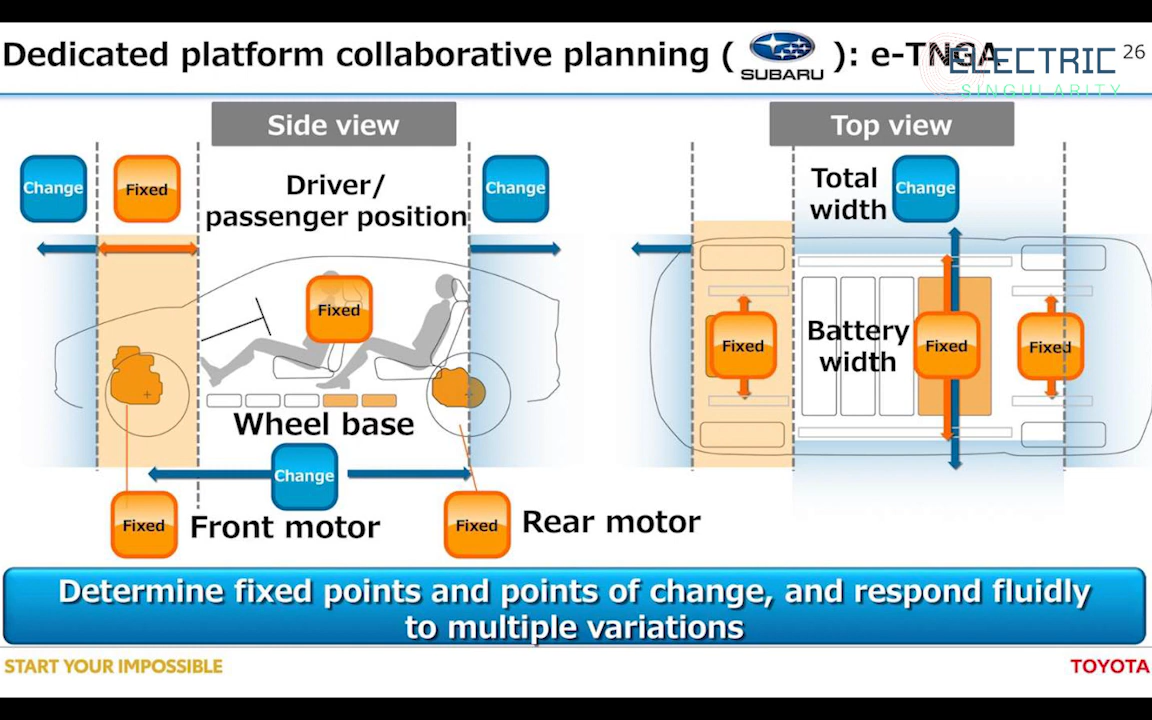 Dedicated platform collaborative planning ( SUBARU ): e-TNGA
ELECTRIC
SINGULARITY
26
Side view
Top view
Change
Fixed
Driver/
passenger position
Change
Total
width
Change
Fixed
Fixed
Battery
width
Fixed
Fixed
Wheel base
Change
Fixed
Front motor
Fixed
Rear motor
Determine fixed points and points of change, and respond fluidly
to multiple variations
START YOUR IMPOSSIBLE
TOYOTA